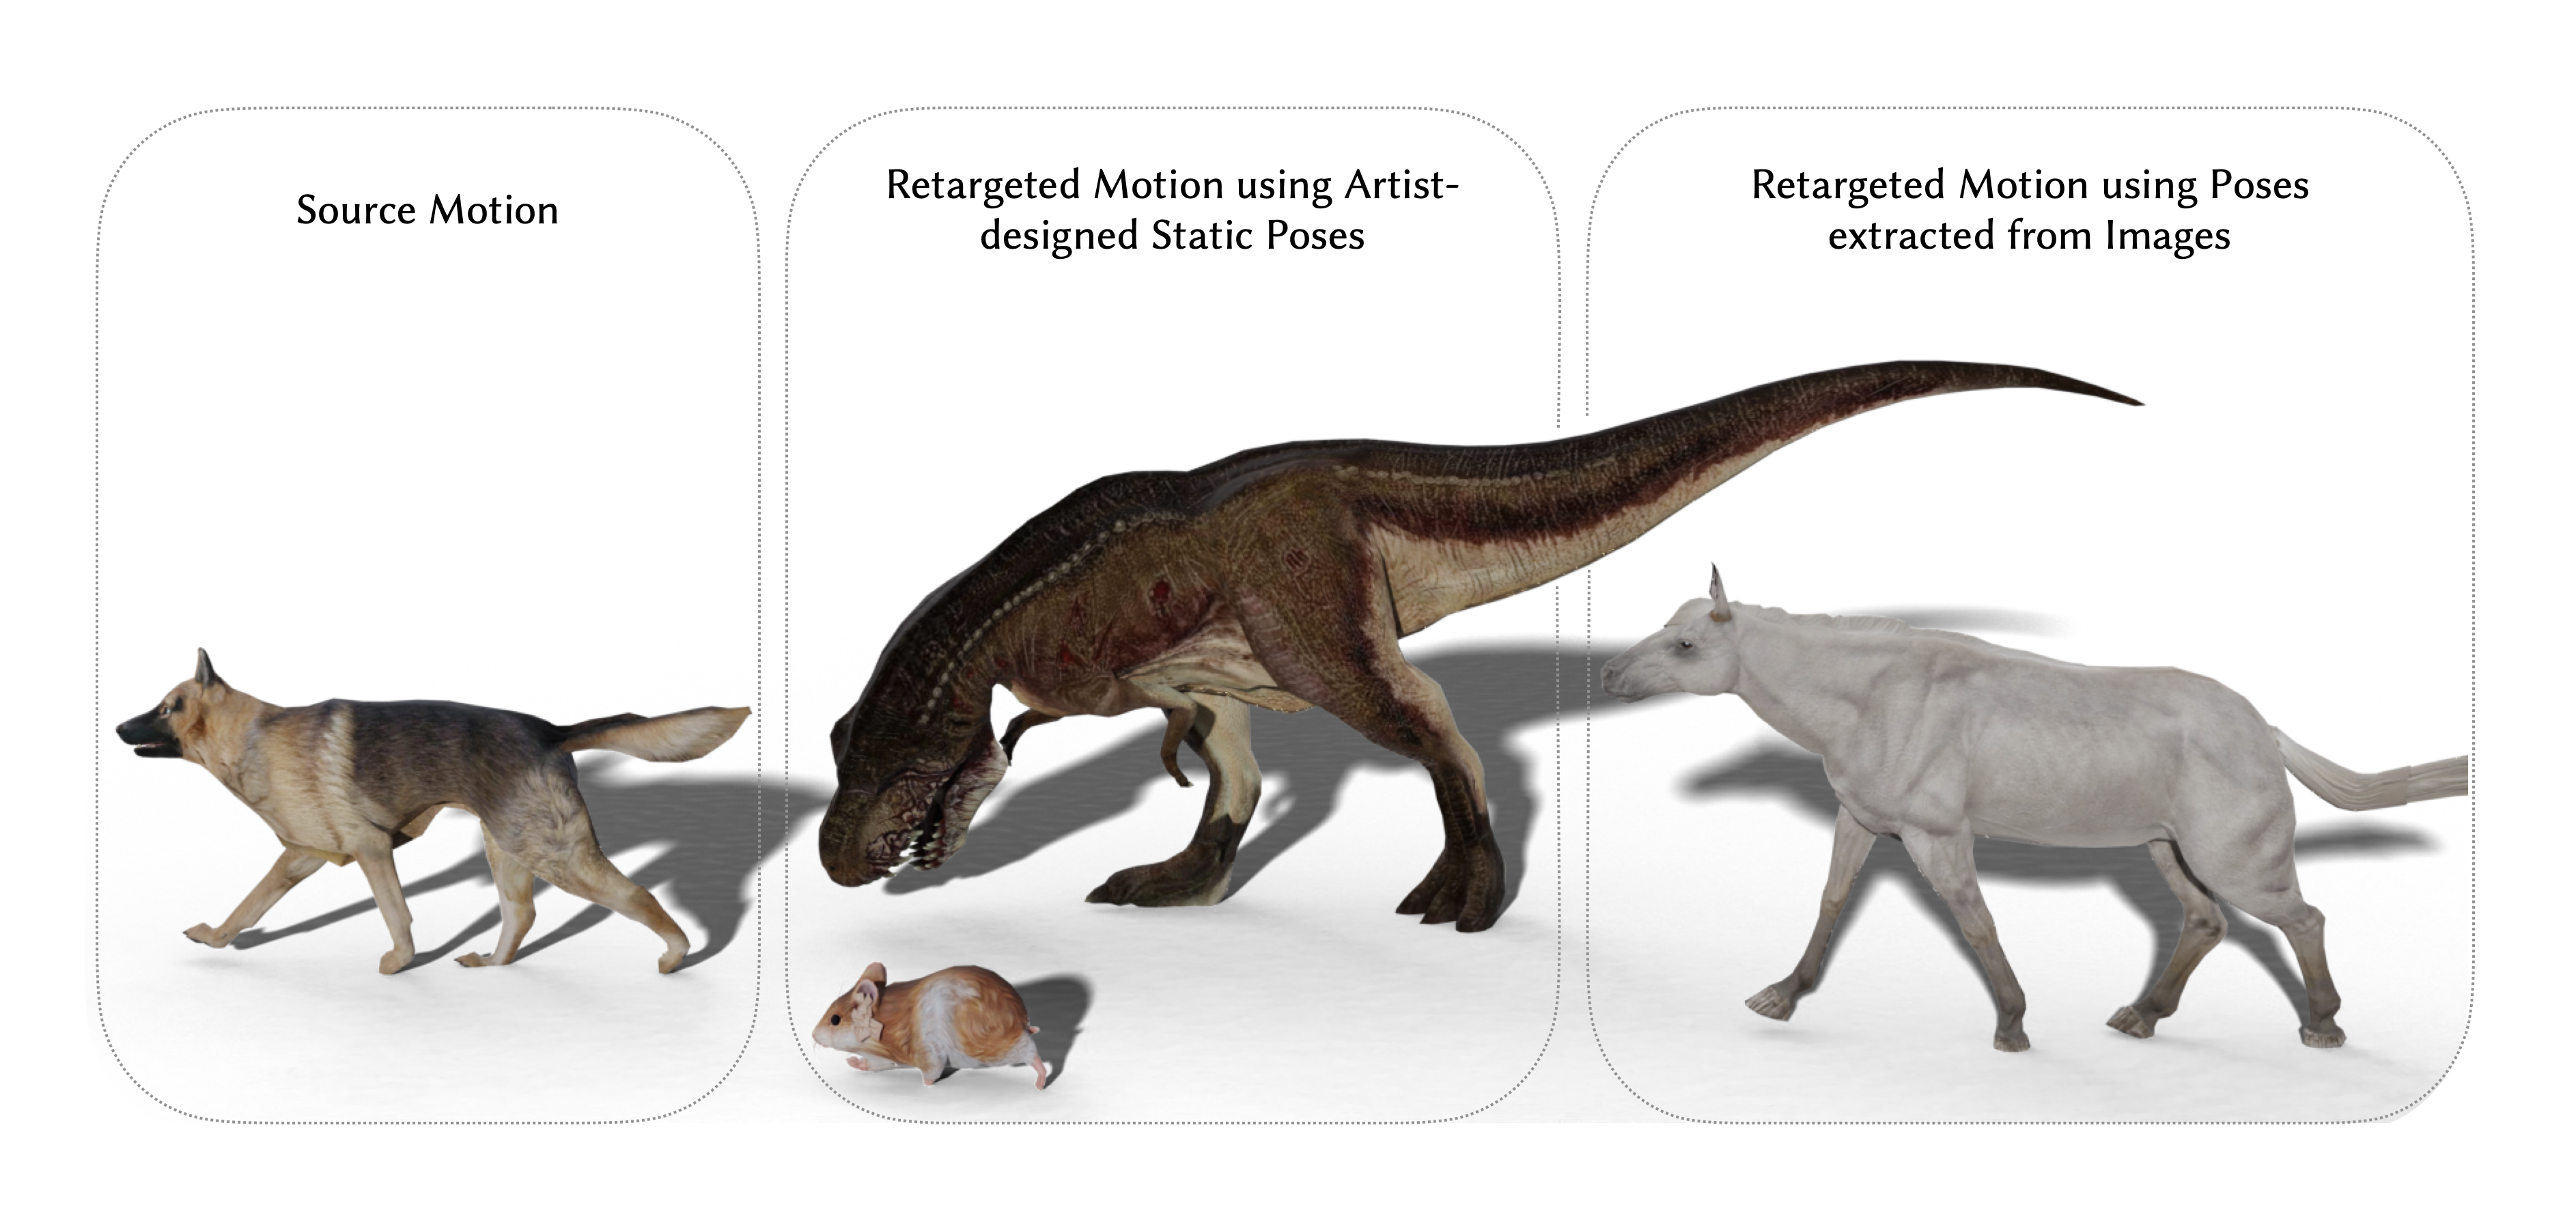 Source Motion
Retargeted Motion using Artist-
designed Static Poses
Retargeted Motion using Poses
extracted from Images